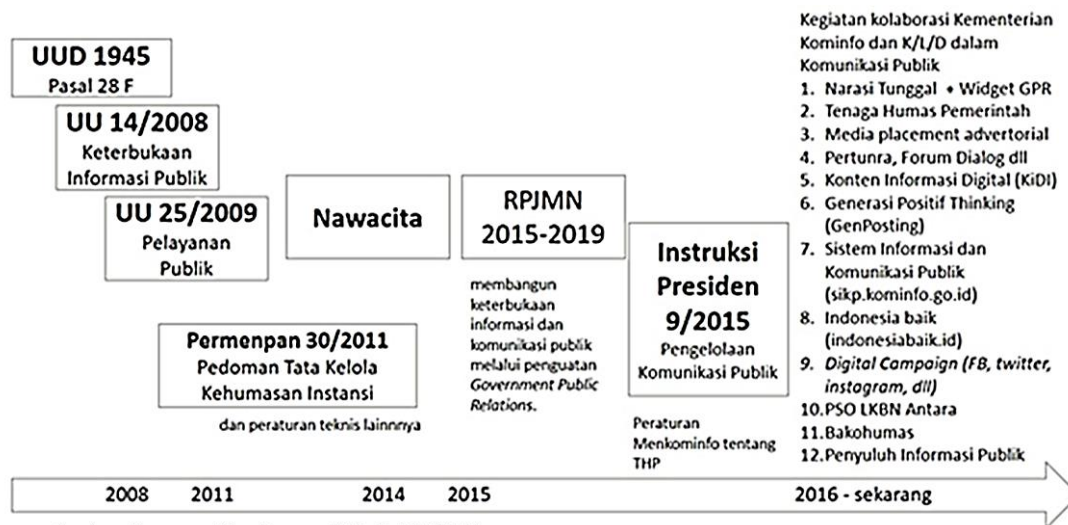 UUD 1945
Pasal 28 F
UU 14/2008
Keterbukaan
Informasi Publik
UU 25/2009
Pelayanan
Publik
Permenpan 30/2011
Pedoman Tata Kelola
Kehumasan Instansi
dan peraturan teknis lainnnya
Nawacita
RPJMN
2015-2019
membangun
keterbukaan
informasi dan
komunikasi publik
melalui penguatan
Government Public
Relations.
Instruksi
Presiden
9/2015
Pengelolaan
Komunikasi Publik
Peraturan
Menkominfo tentang
THP
Kegiatan kolaborasi Kementerian
Kominfo dan K/L/D dalam
Komunikasi Publik
1. Narasi Tunggal + Widget GPR
2. Tenaga Humas Pemerintah
3. Media placement advertorial
4. Pertunra, Forum Dialog dll
5. Konten Informasi Digital (KiDI)
6. Generasi Positif Thinking
(GenPosting)
7. Sistem Informasi dan
Komunikasi Publik
(sikp.kominfo.go.id)
8. Indonesia baik
(indonesiabaik.id)
9. Digital Campaign (FB, twitter,
instagram, dll)
10.PSO LKBN Antara
11.Bakohumas
12.Penyuluh Informasi Publik
2008 2011 2014 2015 2016 - sekarang